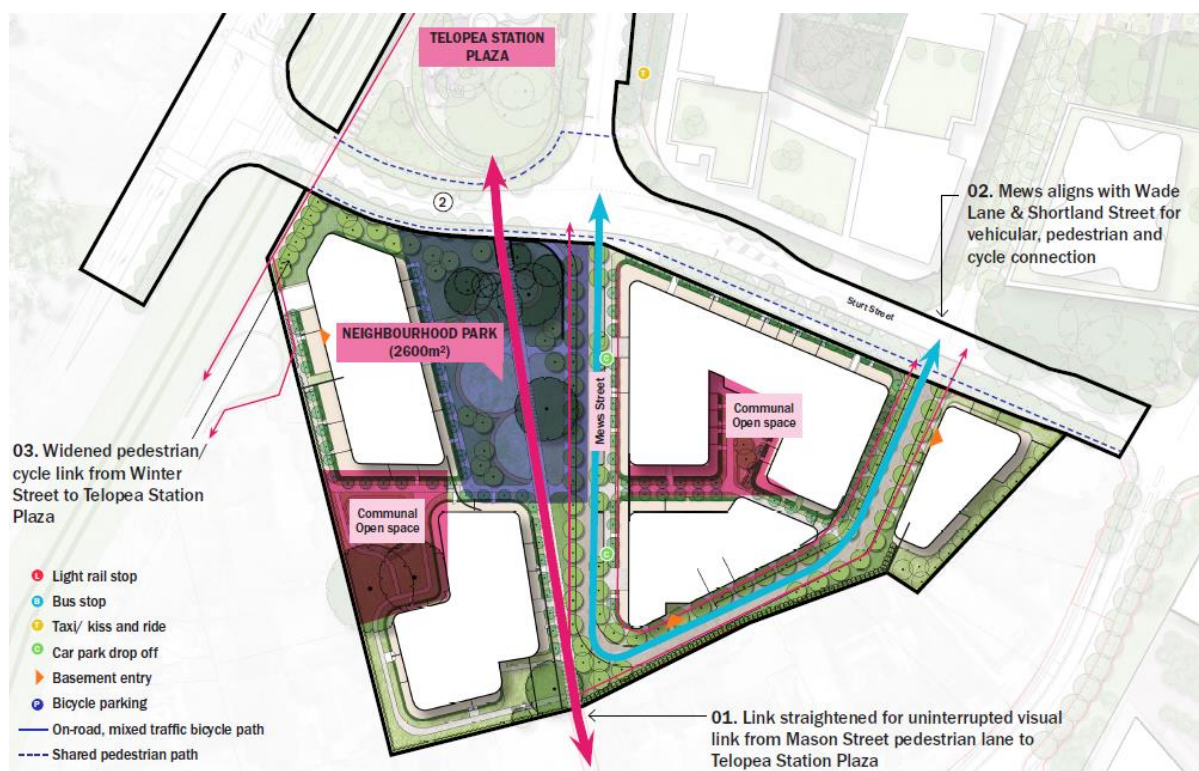 TELOPEA STATION
PLAZA
T
2
02. Mews aligns with Wade
Lane & Shortland Street for
vehicular, pedestrian and
cycle connection
Sturt Street
NEIGHBOURHOOD PARK
(2600m²)
C
Mews Street
Communal
Open space
03. Widened pedestrian/
cycle link from Winter
Street to Telopea Station
Plaza
Communal
Open space
C
L Light rail stop
B Bus stop
T Taxi/ kiss and ride
C Car park drop off
Basement entry
P Bicycle parking
On-road, mixed traffic bicycle path
Shared pedestrian path
01. Link straightened for uninterrupted visual
link from Mason Street pedestrian lane to
Telopea Station Plaza